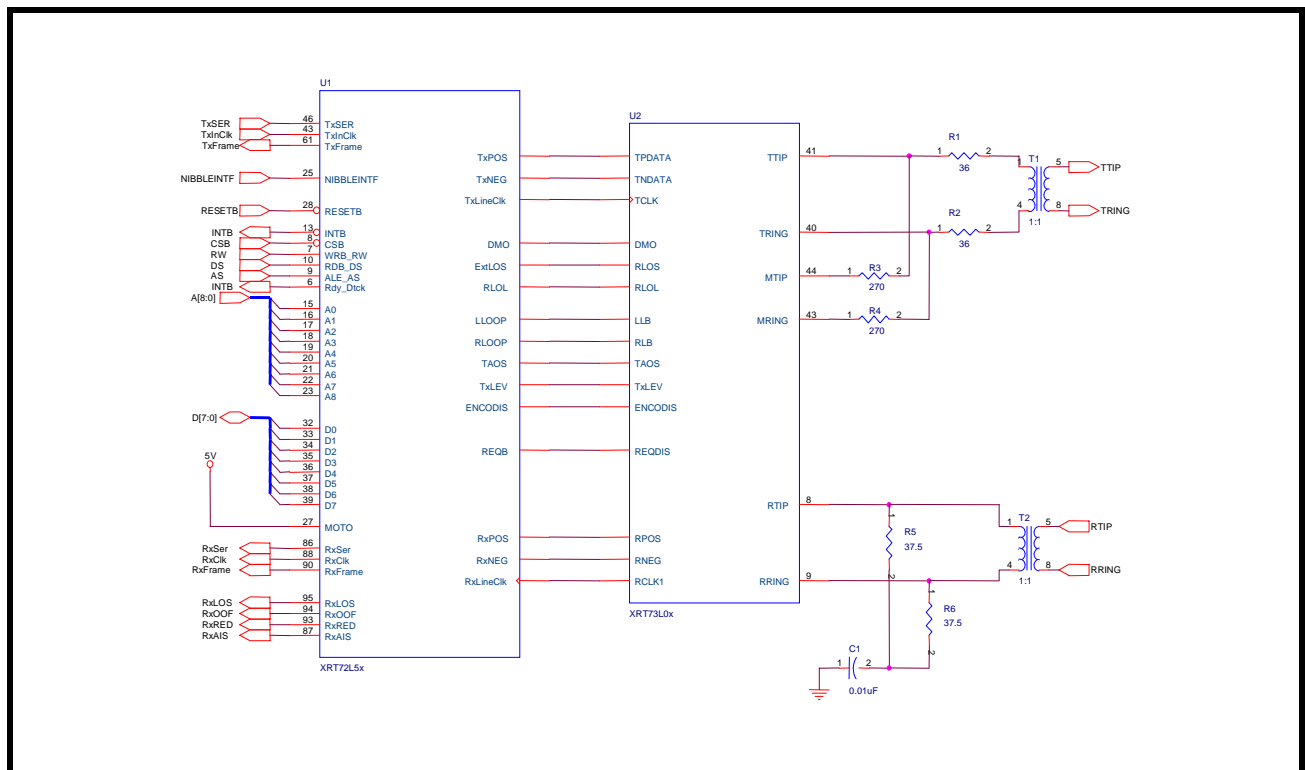 U1
TxSER 46 TxSER
TxInClk 43 TxInClk
TxFrame 61 TxFrame
NIBBLEINTF 25 NIBBLEINTF
RESETB 28 RESETB
INTB 13 INTB
CSB 8 CSB
RW 7 WRB_RW
DS 10 RDB_DS
AS 9 ALE_AS
INTB 6 Rdy_Dtck
A[8:0]
15 A0
16 A1
17 A2
18 A3
19 A4
20 A5
21 A6
22 A7
23 A8
D[7:0]
32 D0
33 D1
34 D2
35 D3
36 D4
37 D5
38 D6
39 D7
5V
27 MOTO
RxSer 86 RxSer
RxClk 88 RxClk
RxFrame 90 RxFrame
RxLOS 95 RxLOS
RxOOF 94 RxOOF
RxRED 93 RxRED
RxAIS 87 RxAIS
XRT72L5x
TxPOS
TxNEG
TxLineClk
DMO
ExtLOS
RLOL
LLOOP
RLOOP
TAOS
TxLEV
ENCODIS
REQB
RxPOS
RxNEG
RxLineClk
U2
TPDATA
TNDATA
TCLK
DMO
RLOS
RLOL
LLB
RLB
TAOS
TxLEV
ENCODIS
REQDIS
RPOS
RNEG
RCLK1
XRT73L0x
TTIP 41
TRING 40
MTIP 44
MRING 43
RTIP 8
RRING 9
R1
1 2
36
R2
1 2
36
R3
1 2
270
R4
1 2
270
T1
1 5
4 8
1:1
TTIP
TRING
R5
1
37.5
2
R6
1
37.5
2
T2
1 5
4 8
1:1
RTIP
RRING
C1
1 2
0.01uF